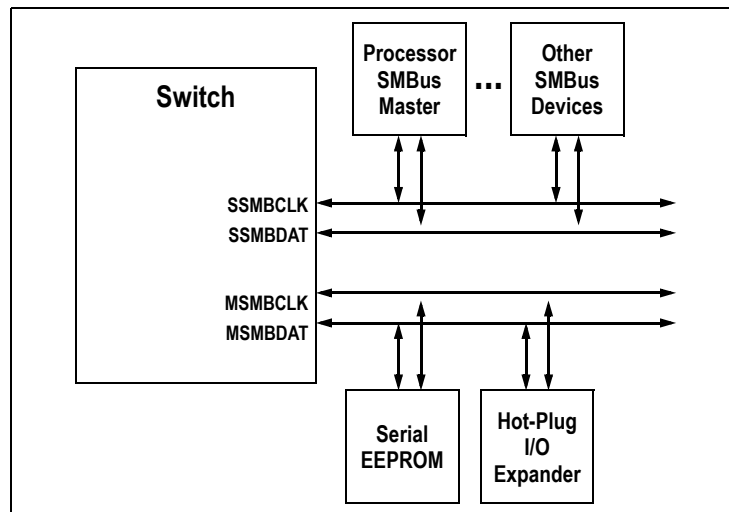 Processor
SMBus
Master
...
Other
SMBus
Devices
Switch
SSMBCLK
SSMBDAT
MSMBCLK
MSMBDAT
Serial
EEPROM
Hot-Plug
I/O
Expander